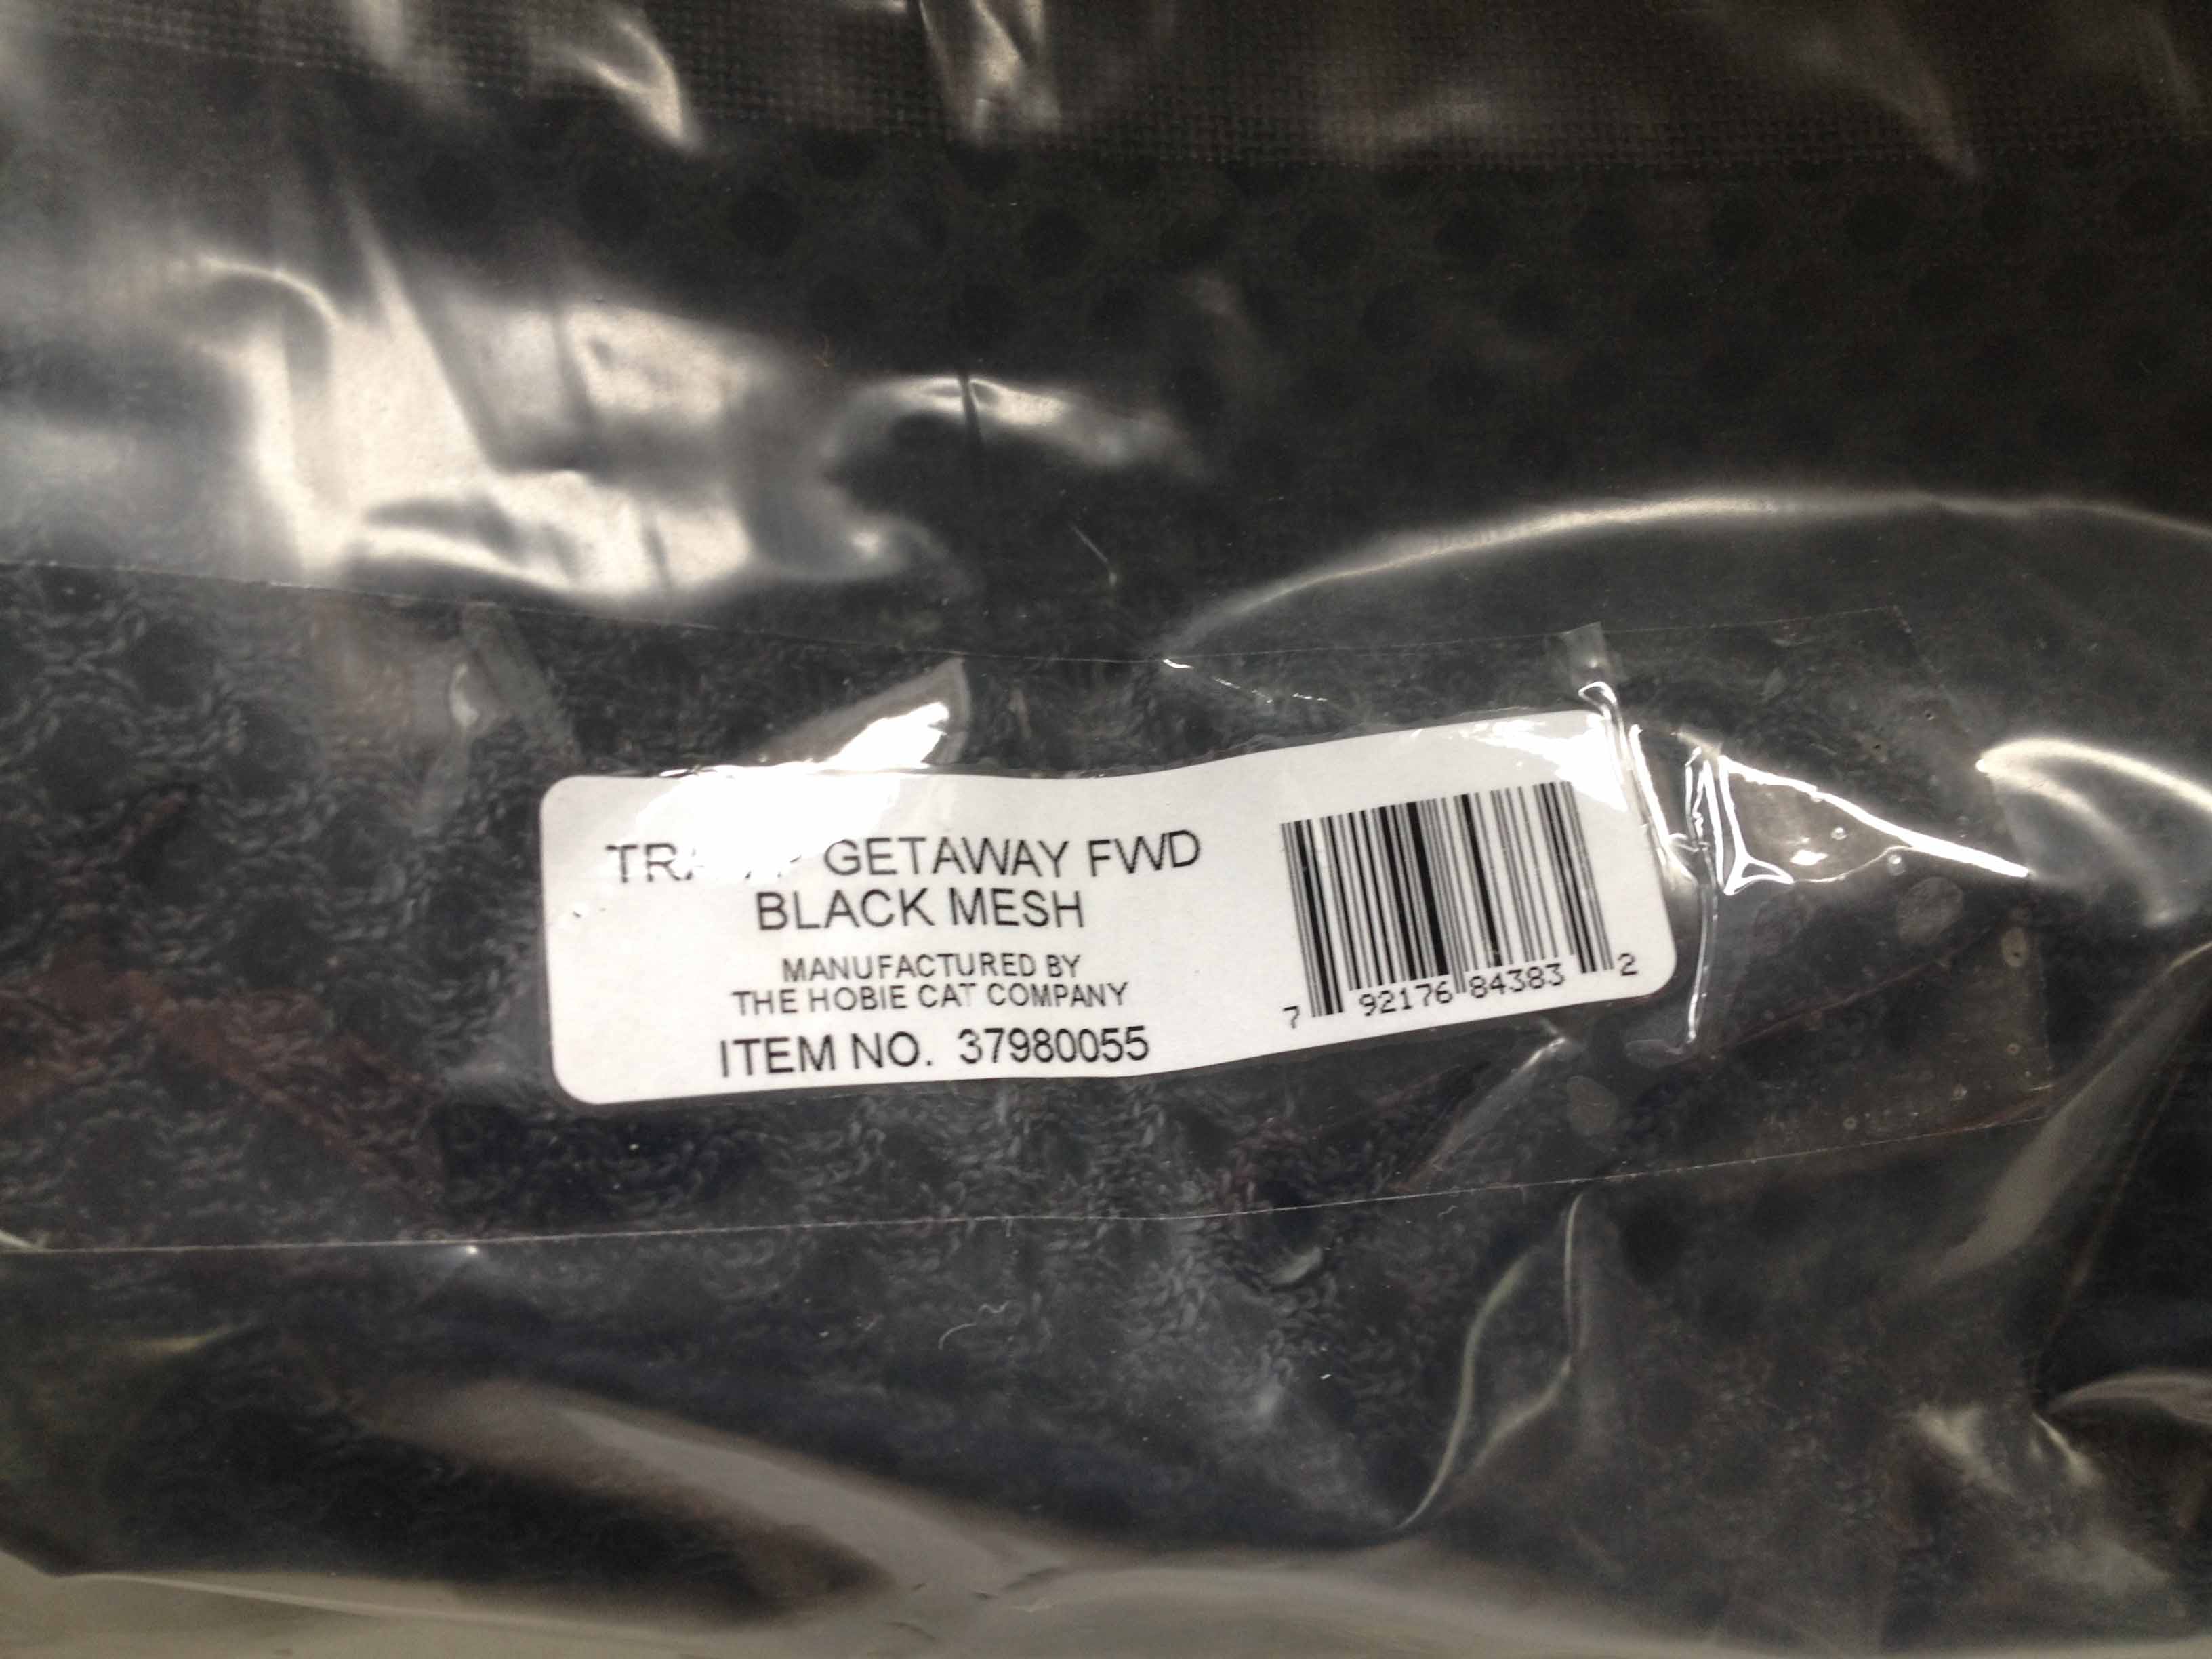 GETAWAY FWD
BLACK MESH
MANUFACTURED BY
THE HOBIE CAT COMPANY
ITEM NO. 37980055
7 92176 84383 2